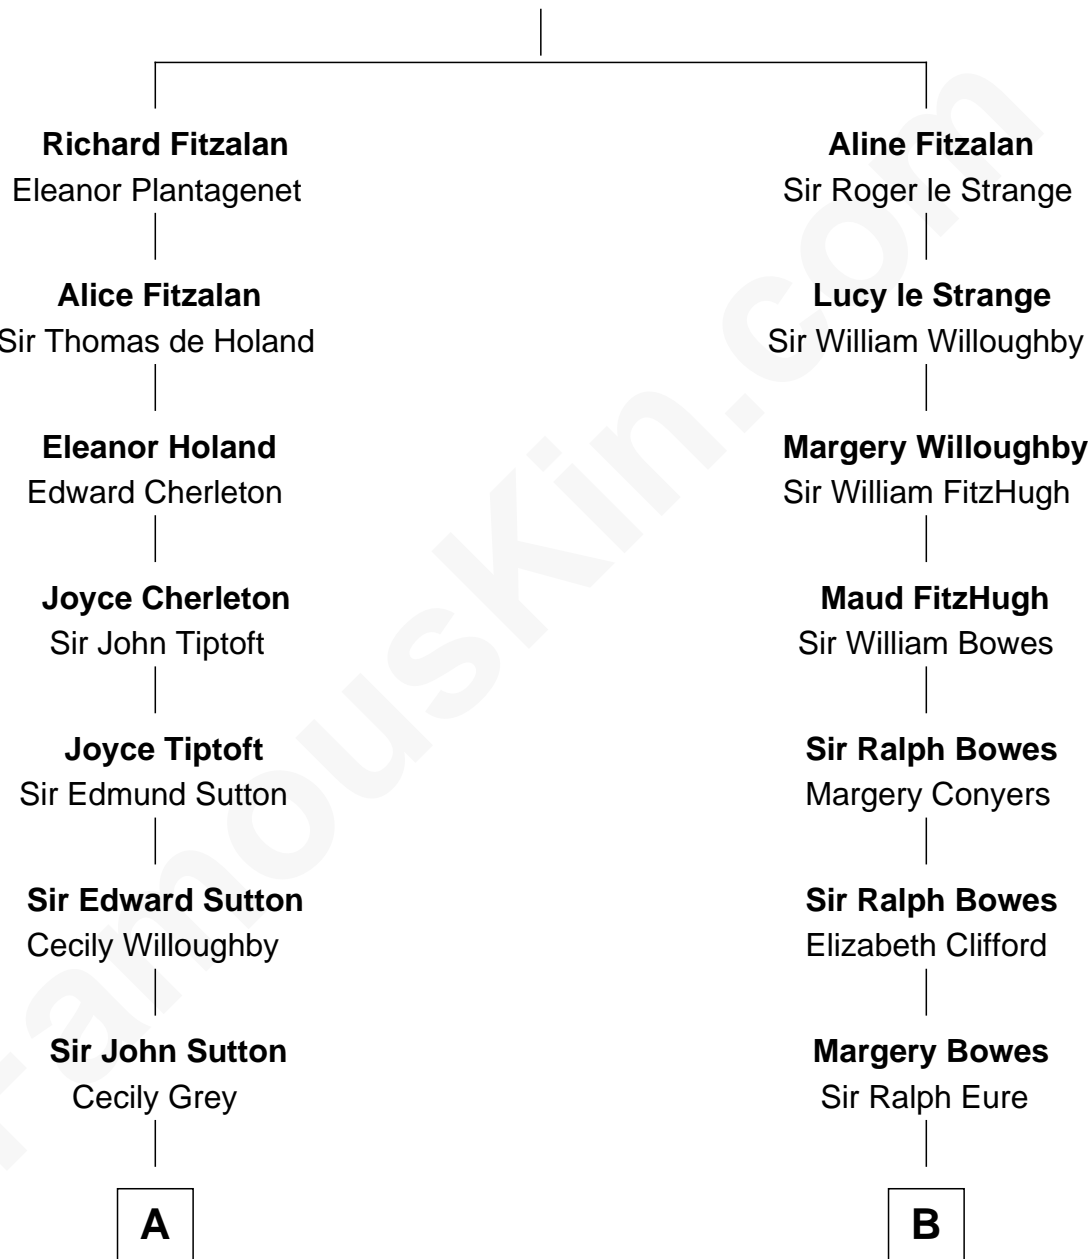 Richard Fitzalan
Eleanor Plantagenet
Aline Fitzalan
Sir Roger le Strange
Alice Fitzalan
Sir Thomas de Holand
Lucy le Strange
Sir William Willoughby
Eleanor Holand
Edward Cherleton
Margery Willoughby
Sir William FitzHugh
Joyce Cherleton
Sir John Tiptoft
Maud FitzHugh
Sir William Bowes
Joyce Tiptoft
Sir Edmund Sutton
Sir Ralph Bowes
Margery Conyers
Sir Edward Sutton
Cecily Willoughby
Sir Ralph Bowes
Elizabeth Clifford
Sir John Sutton
Cecily Grey
Margery Bowes
Sir Ralph Eure
A
B
FamousKin.com